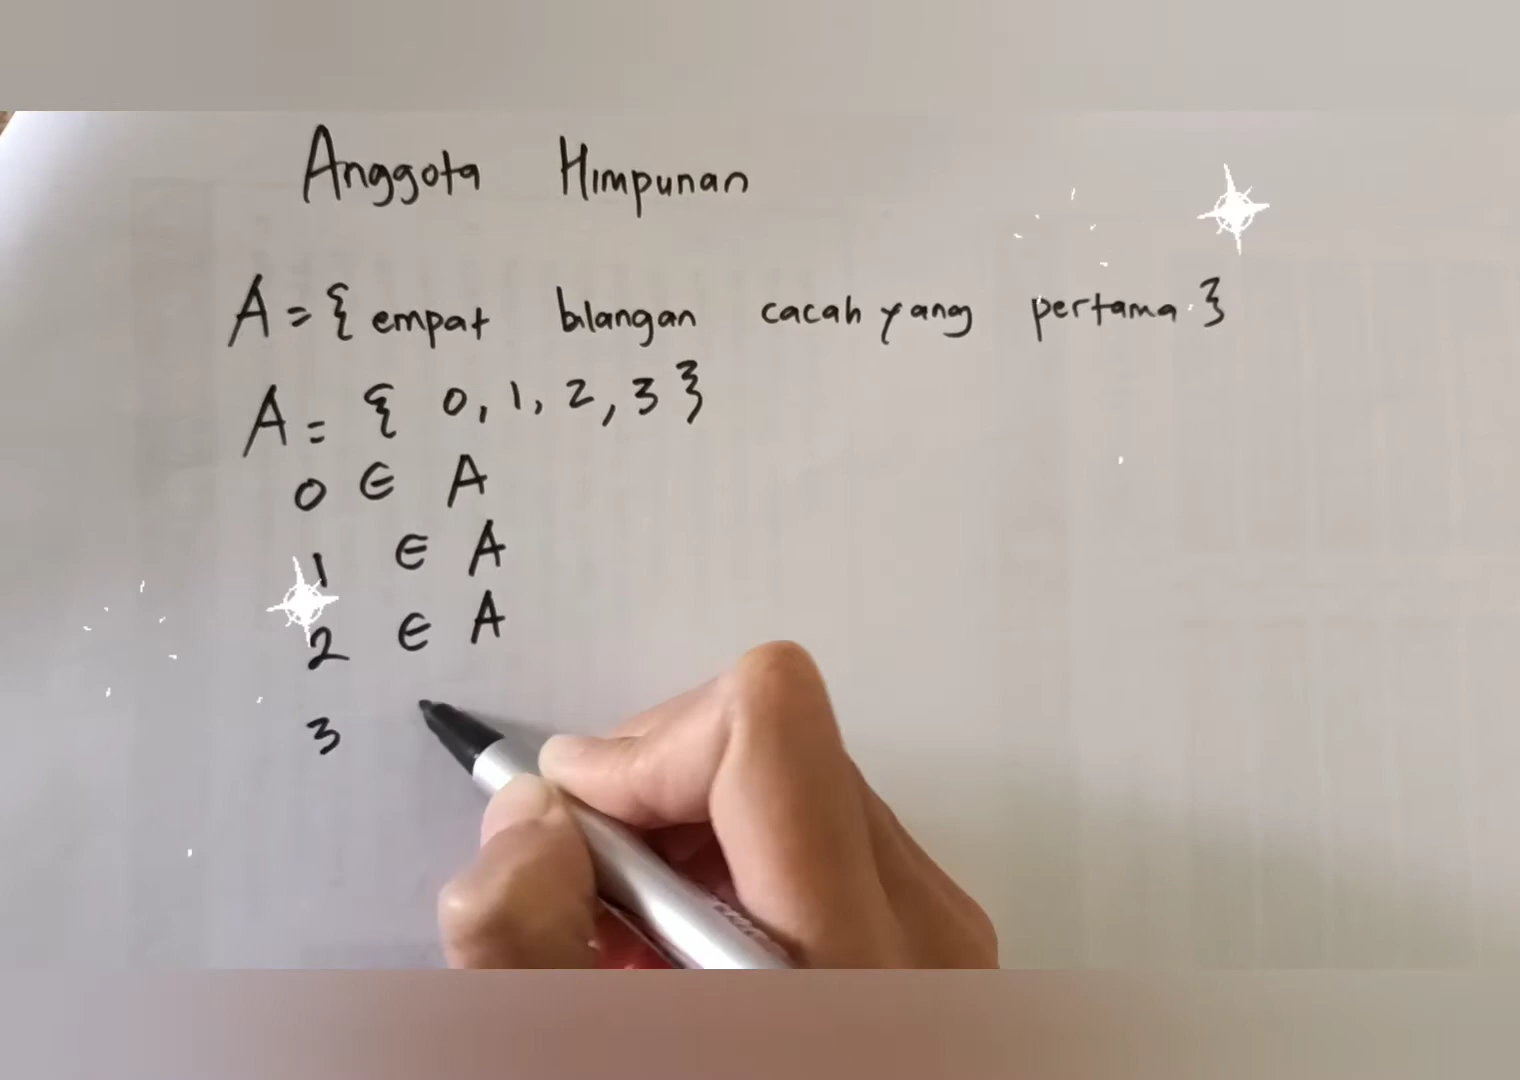 Anggota Himpunan
A = { empat bilangan cacah yang pertama }
A = { 0, 1, 2, 3 }
0 ∈ A
1 ∈ A
2 ∈ A
3